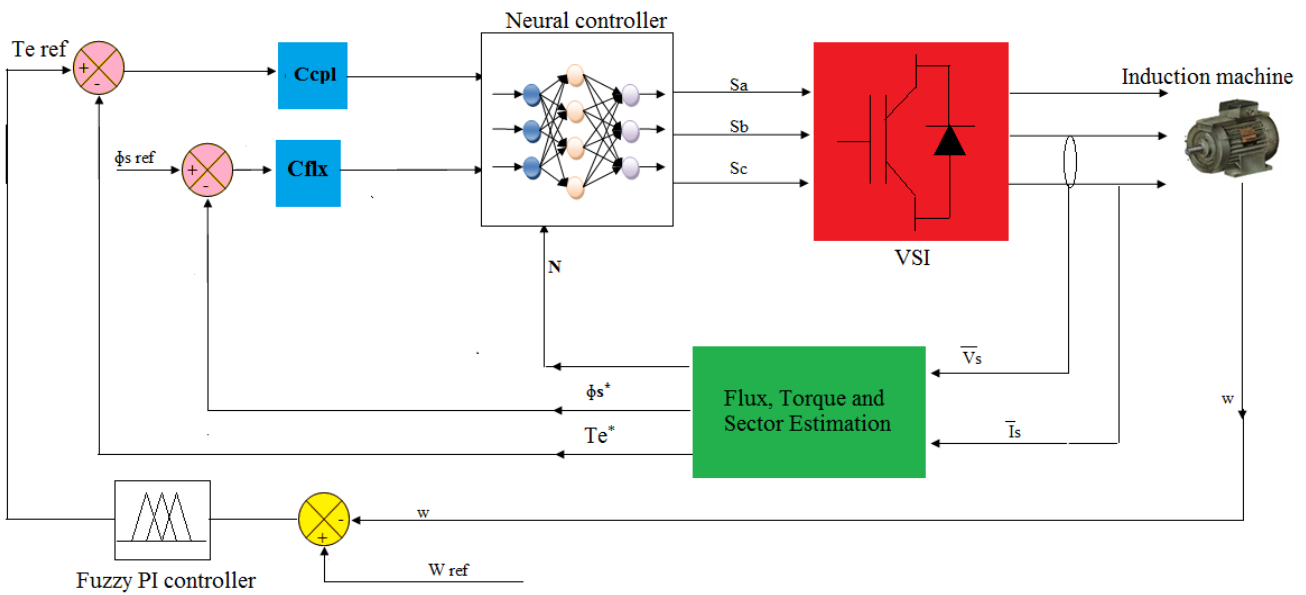 Neural controller
Te ref
+
-
Ccpl
Sa
Induction machine
Sb
ϕs ref
+
-
Cflx
Sc
VSI
N
V̅s
ϕs*
Flux, Torque and
Sector Estimation
w
Te*
I̅s
w
-
+
Fuzzy PI controller
W ref